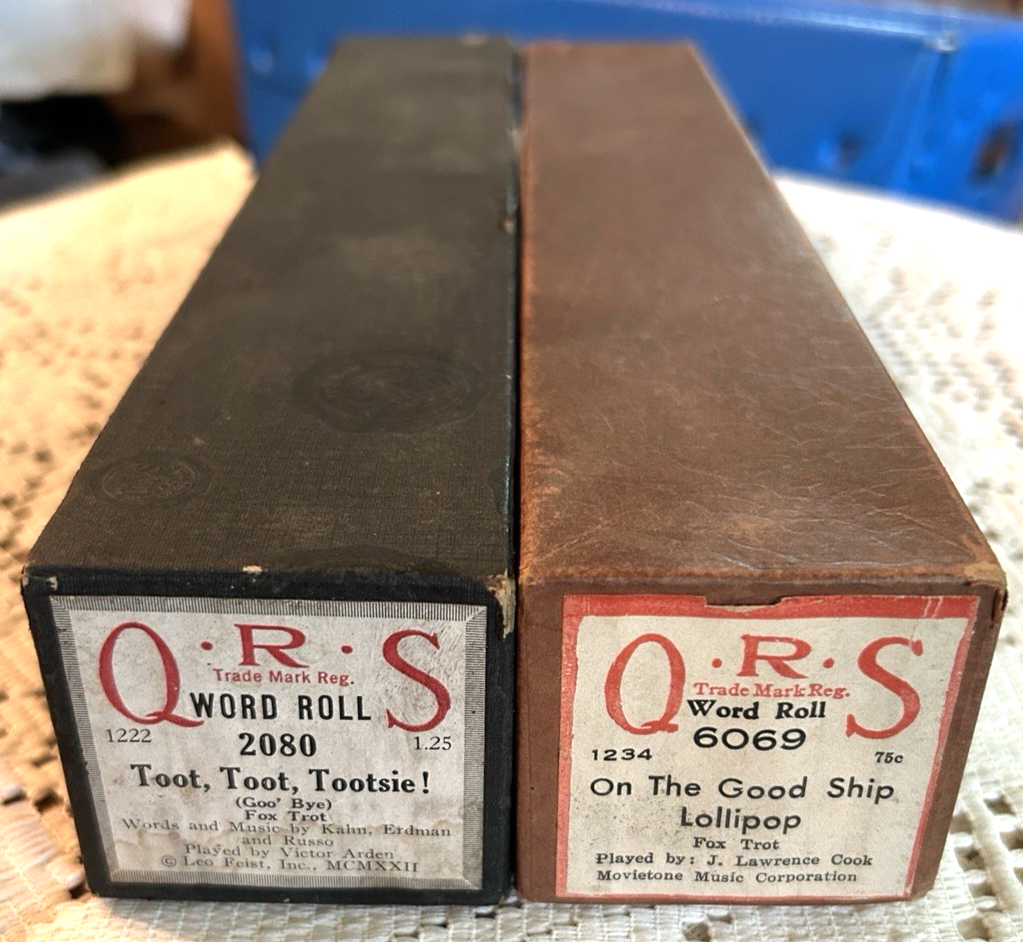 Q·R·S
Trade Mark Reg.
WORD ROLL
1222 2080 1.25
Toot, Toot, Tootsie!
(Goo' Bye)
Fox Trot
Words and Music by Kahn, Erdman
and Russo
Played by Victor Arden
© Leo Feist, Inc., MCMXXII
Q·R·S
Trade Mark Reg.
Word Roll
6069
1234 75c
On The Good Ship
Lollipop
Fox Trot
Played by: J. Lawrence Cook
Movietone Music Corporation